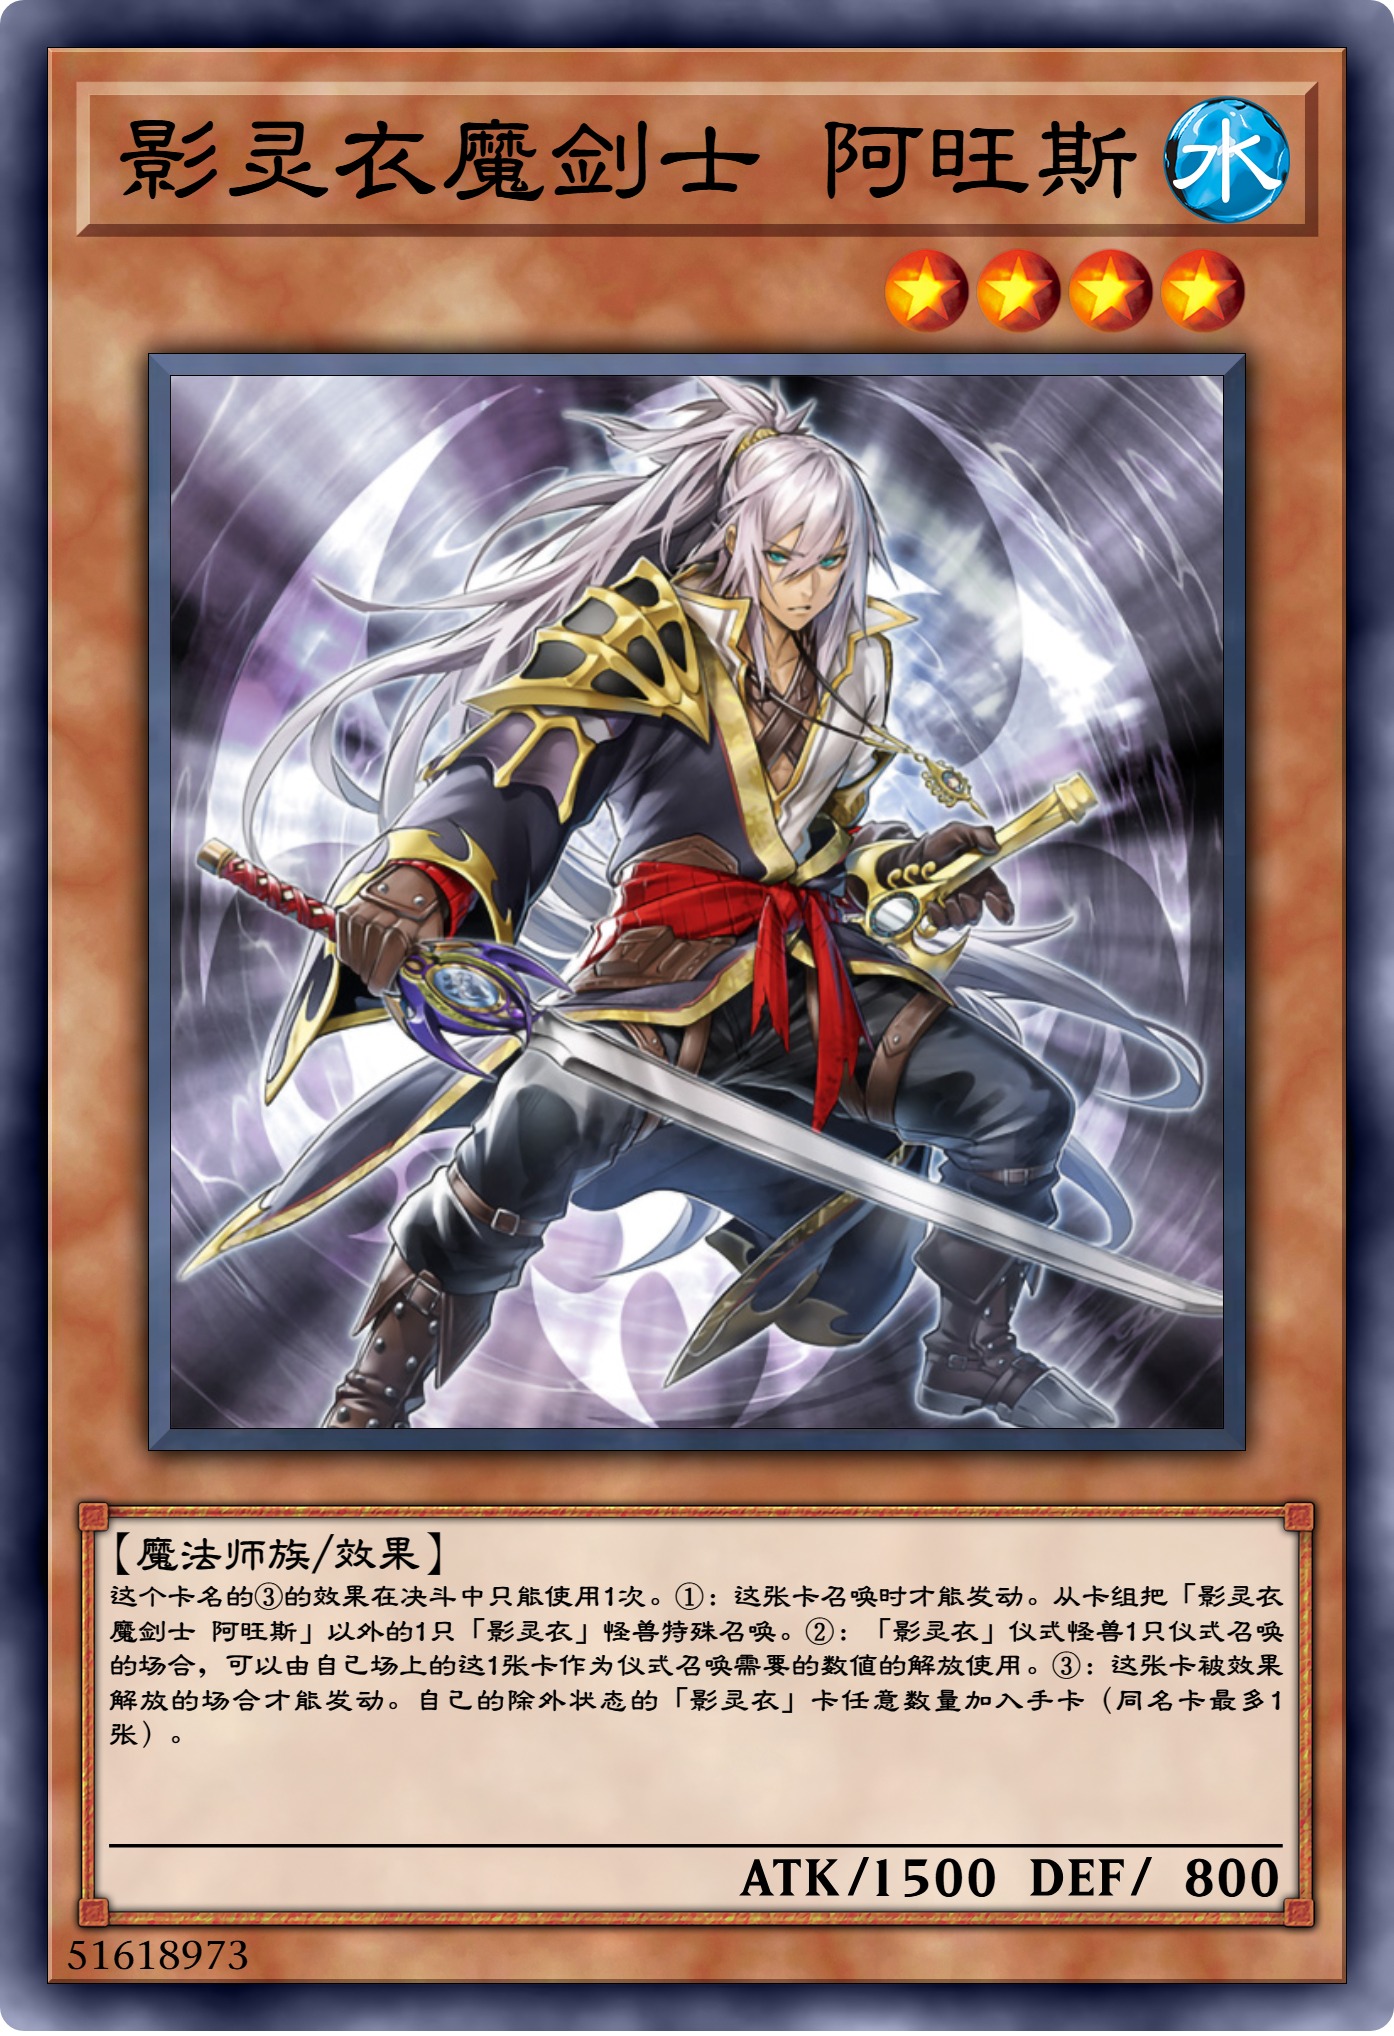 影灵衣魔剑士 阿旺斯 水
【魔法师族/效果】
这个卡名的③的效果在决斗中只能使用1次。①：这张卡召唤时才能发动。从卡组把「影灵衣
魔剑士 阿旺斯」以外的1只「影灵衣」怪兽特殊召唤。②：「影灵衣」仪式怪兽1只仪式召唤
的场合，可以由自己场上的这1张卡作为仪式召唤需要的数値的解放使用。③：这张卡被效果
解放的场合才能发动。自己的除外状态的「影灵衣」卡任意数量加入手卡（同名卡最多1
张）。
ATK/1500 DEF/ 800
51618973